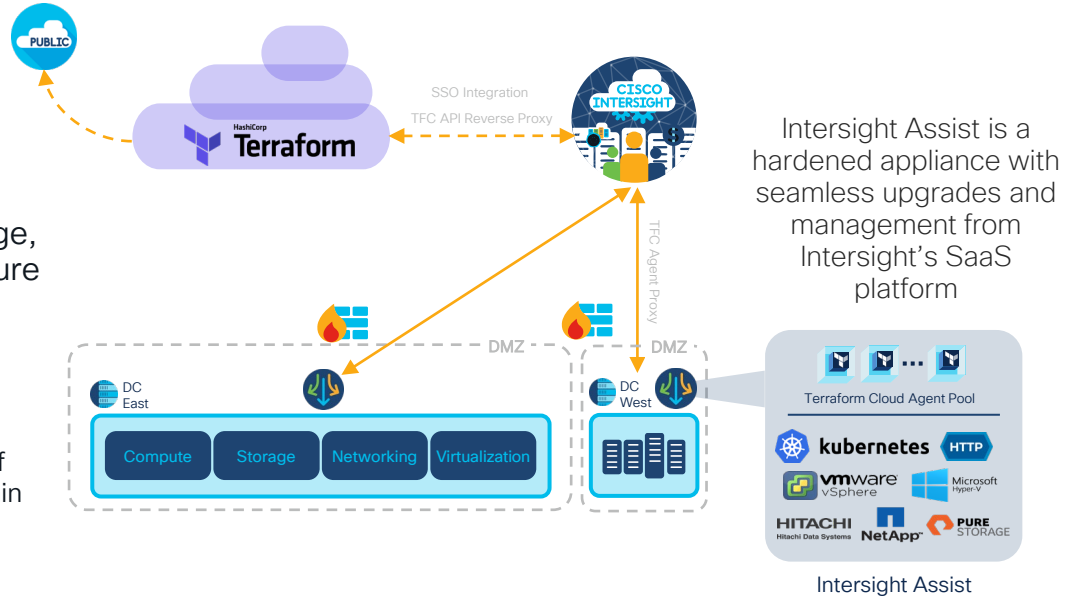 PUBLIC
HashiCorp
Terraform
SSO Integration
TFC API Reverse Proxy
CISCO
INTERSIGHT
Intersight Assist is a
hardened appliance with
seamless upgrades and
management from
Intersight's SaaS
platform
ge,
ure
f
in
TFC Agent Proxy
DMZ
DMZ
DC
East
DC
West
Compute
Storage
Networking
Virtualization
Terraform Cloud Agent Pool
kubernetes
HTTP
vmware
vSphere
Microsoft
Hyper-V
HITACHI
Hitachi Data Systems
NetApp
PURE
STORAGE
Intersight Assist